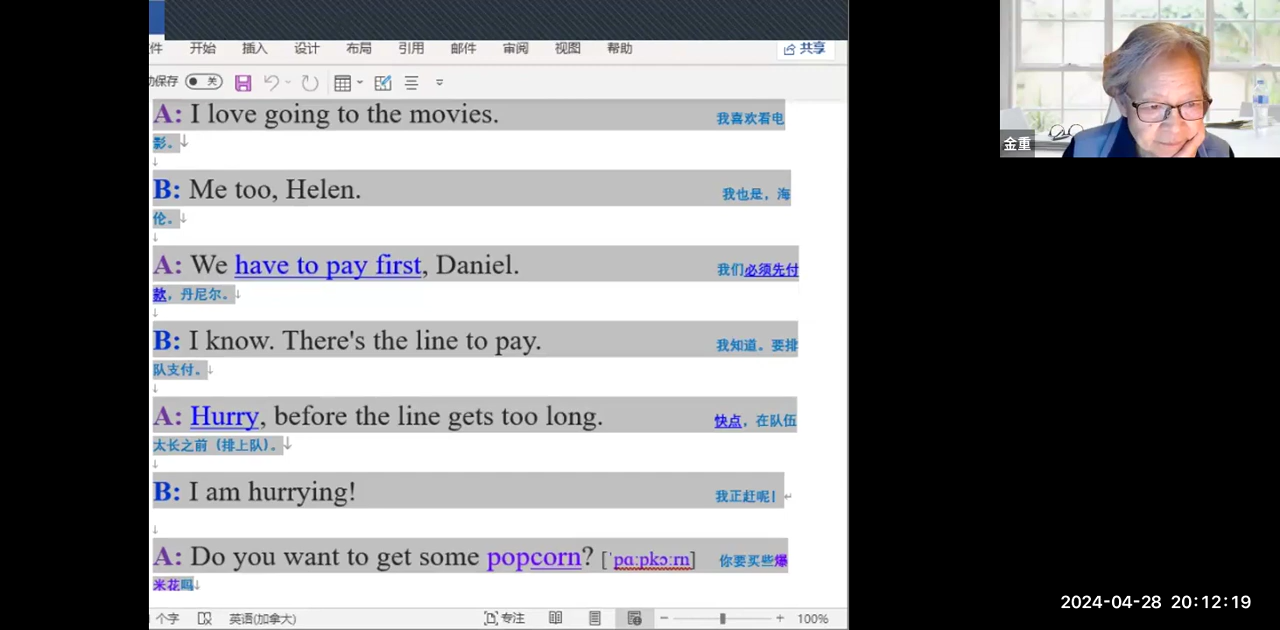 件 开始 插入 设计 布局 引用 邮件 审阅 视图 帮助 共享
动保存 关
A: I love going to the movies. 我喜欢看电
影。
B: Me too, Helen. 我也是，海
伦。
A: We have to pay first, Daniel. 我们必须先付
款，丹尼尔。
B: I know. There's the line to pay. 我知道。要排
队支付。
A: Hurry, before the line gets too long. 快点，在队伍
太长之前（排上队）。
B: I am hurrying! 我正赶呢！
A: Do you want to get some popcorn? [ˈpɑːpkɔːrn] 你要买些爆
米花吗
个字 英语(加拿大) 专注 100%
金重
2024-04-28 20:12:19